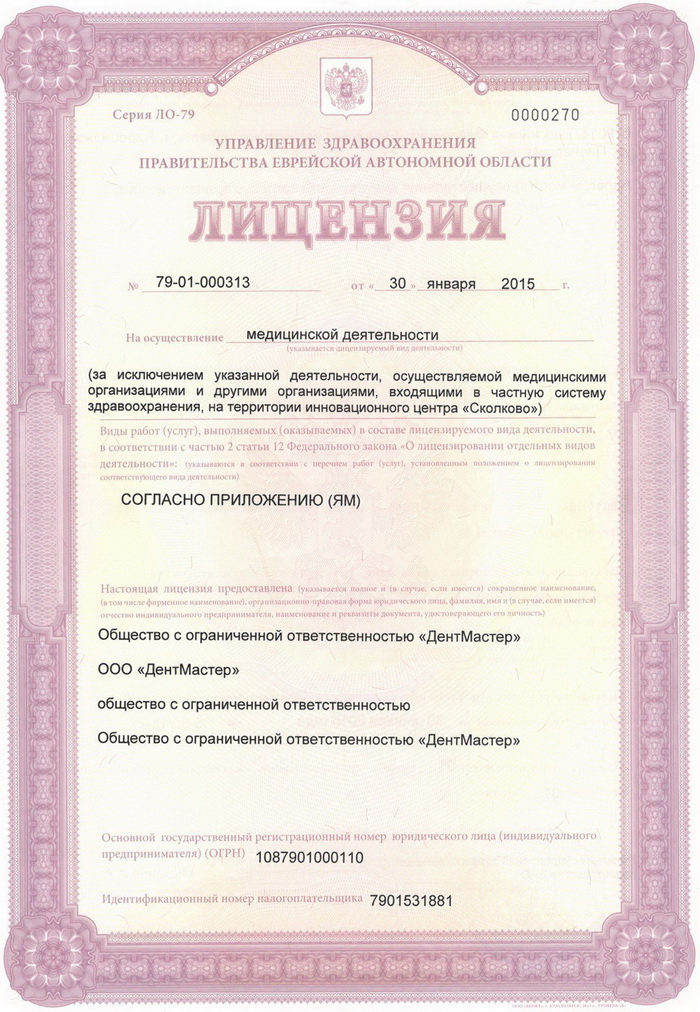 Серия ЛО-79
0000270
УПРАВЛЕНИЕ ЗДРАВООХРАНЕНИЯ
ПРАВИТЕЛЬСТВА ЕВРЕЙСКОЙ АВТОНОМНОЙ ОБЛАСТИ
ЛИЦЕНЗИЯ
№ 79-01-000313 от « 30 » января 2015 г.
На осуществление медицинской деятельности
(указывается лицензируемый вид деятельности)
(за исключением указанной деятельности, осуществляемой медицинскими
организациями и другими организациями, входящими в частную систему
здравоохранения, на территории инновационного центра «Сколково»)
Виды работ (услуг), выполняемых (оказываемых) в составе лицензируемого вида деятельности,
в соответствии с частью 2 статьи 12 Федерального закона «О лицензировании отдельных видов
деятельности»: (указываются в соответствии с перечнем работ (услуг), установленным положением о лицензировании
соответствующего вида деятельности)
СОГЛАСНО ПРИЛОЖЕНИЮ (ЯМ)
Настоящая лицензия предоставлена (указывается полное и (в случае, если имеется) сокращенное наименование,
(в том числе фирменное наименование), организационно-правовая форма юридического лица, фамилия, имя и (в случае, если имеется)
отчество индивидуального предпринимателя, наименование и реквизиты документа, удостоверяющего его личность)
Общество с ограниченной ответственностью «ДентМастер»
ООО «ДентМастер»
общество с ограниченной ответственностью
Общество с ограниченной ответственностью «ДентМастер»
Основной государственный регистрационный номер юридического лица (индивидуального
предпринимателя) (ОГРН) 1087901000110
Идентификационный номер налогоплательщика 7901531881